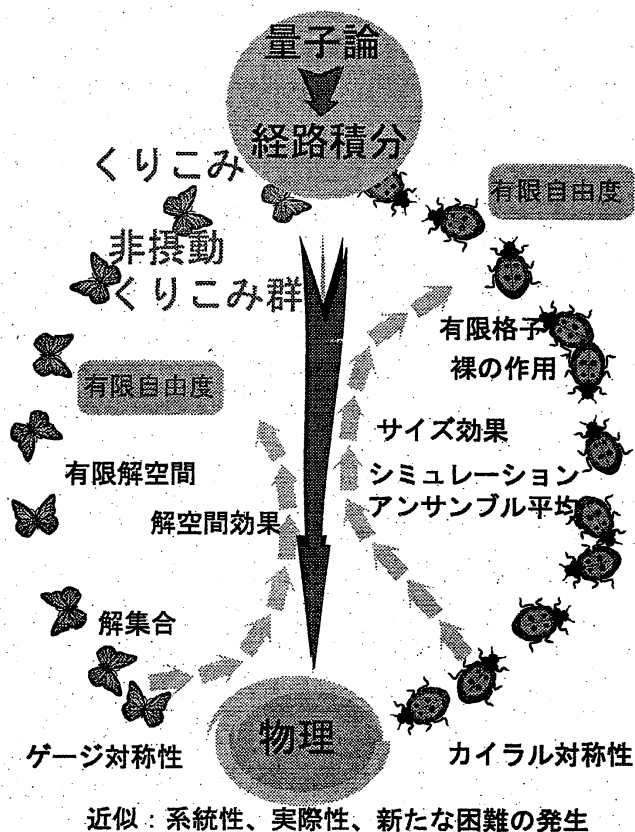 量子論
経路積分
くりこみ
有限自由度
非摂動
くりこみ群
有限格子
裸の作用
有限自由度
サイズ効果
有限解空間
シミュレーション
アンサンブル平均
解空間効果
解集合
物理
ゲージ対称性
カイラル対称性
近似：系統性、実際性、新たな困難の発生